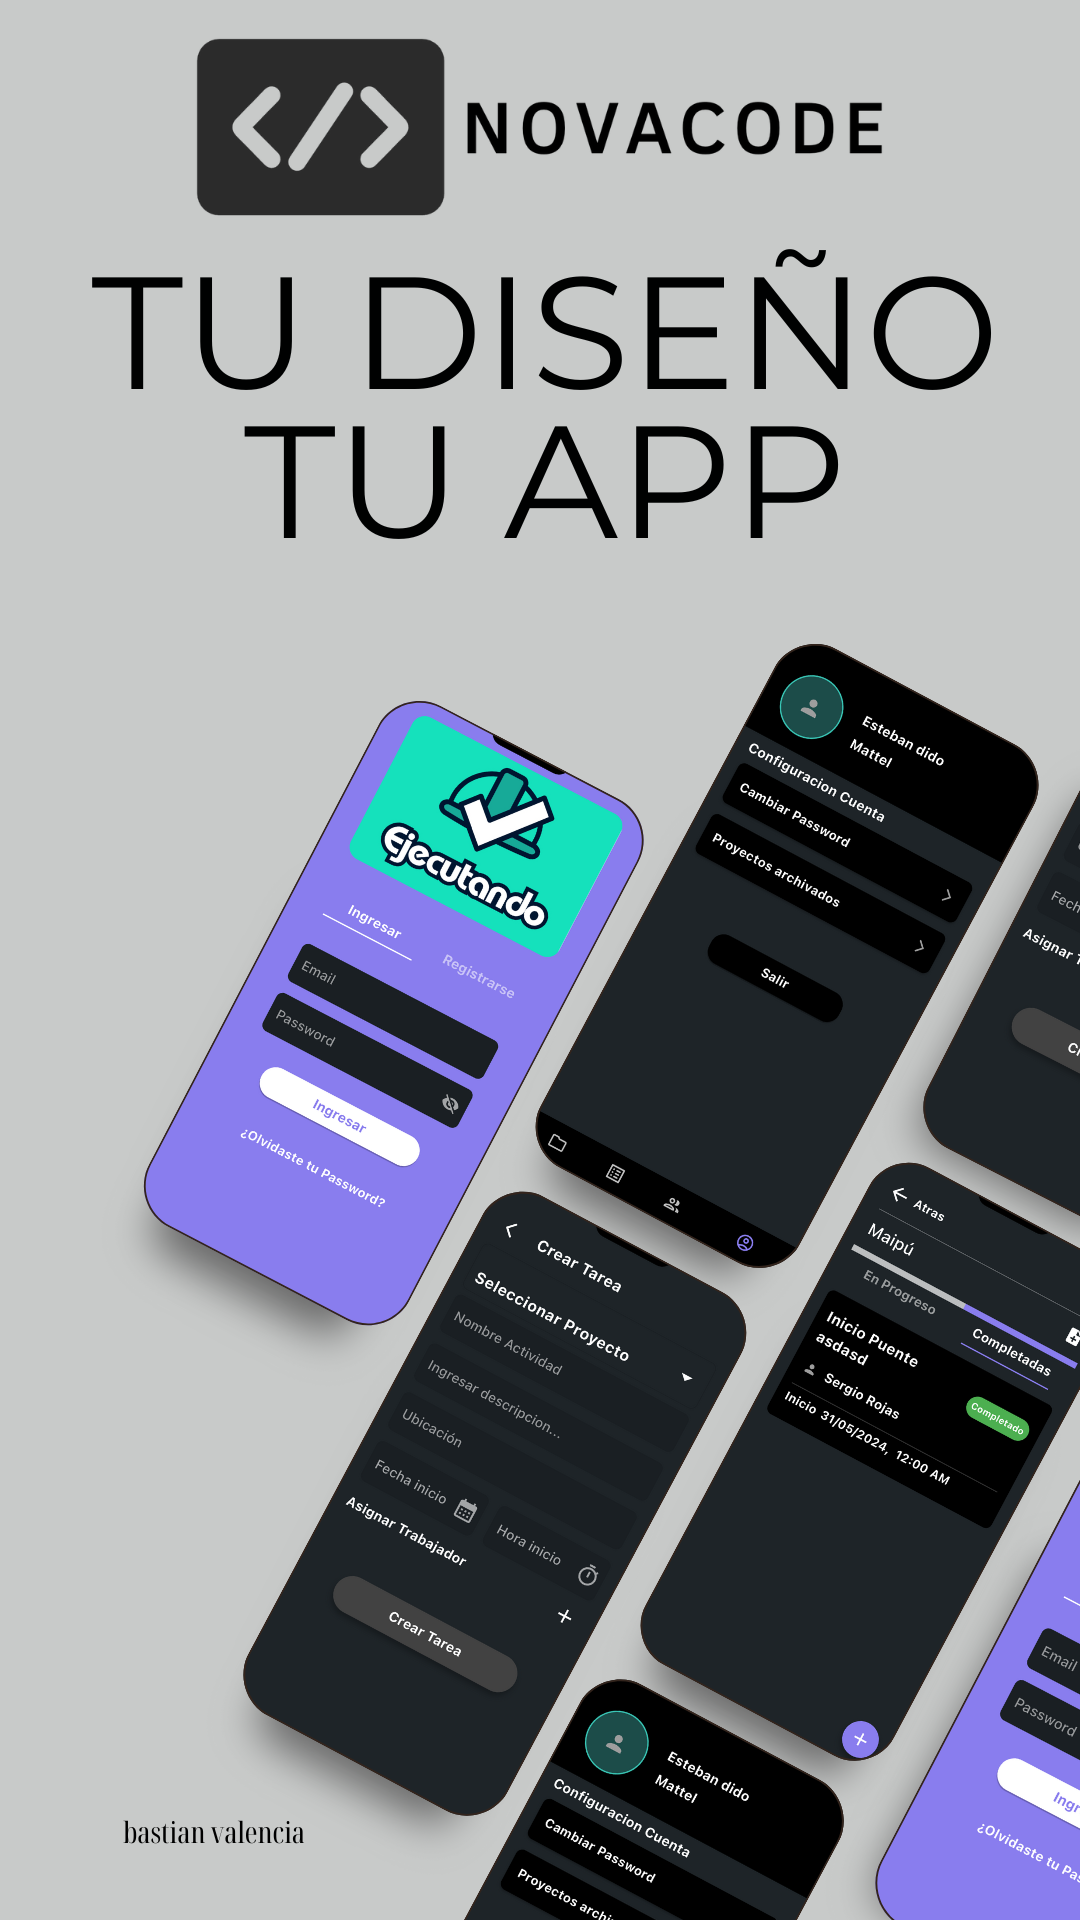 </>
NOVACODE
TU DISEÑO
TU APP
Ejecutando
Ingresar
Registrarse
Email
Password
Ingresar
¿Olvidaste tu Password?
Esteban dido
Mattel
Configuracion Cuenta
Cambiar Password
Proyectos archivados
Salir
Fech
Asignar T
Crear Tarea
Seleccionar Proyecto
Nombre Actividad
Ingresar descripcion...
Ubicación
Fecha inicio
Hora inicio
Asignar Trabajador
Crear Tarea
Atras
Maipú
En Progreso
Completadas
Inicio Puente
asdasd
Sergio Rojas
Completado
Inicio 31/05/2024, 12:00 AM
Email
Password
Ingr
¿Olvidaste tu Pas
Esteban dido
Mattel
Configuracion Cuenta
Cambiar Password
Proyectos archi
bastian valencia